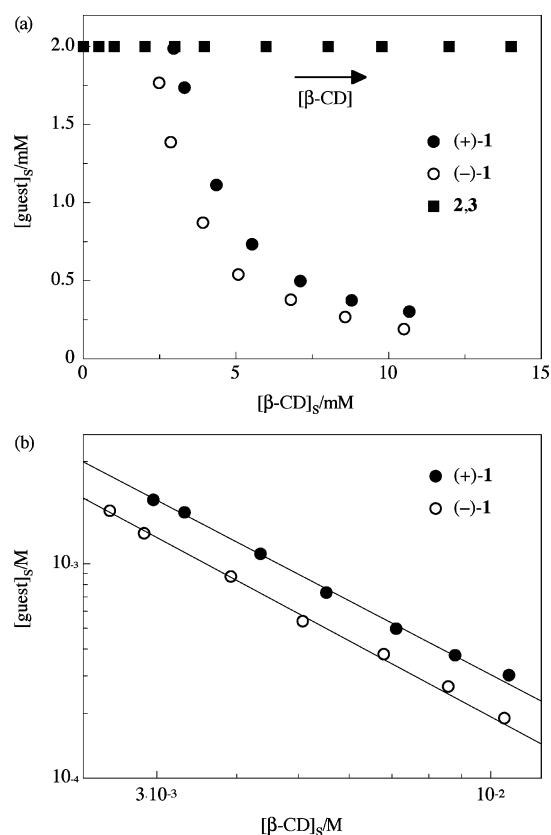 (a)
2.0
1.5
1.0
0.5
0
[guest]s/mM
[β-CD]
(+)-1
(−)-1
2,3
0 5 10 15
[β-CD]s/mM
(b)
(+)-1
(−)-1
10-3
10-4
[guest]s/M
3·10-3 10-2
[β-CD]s/M